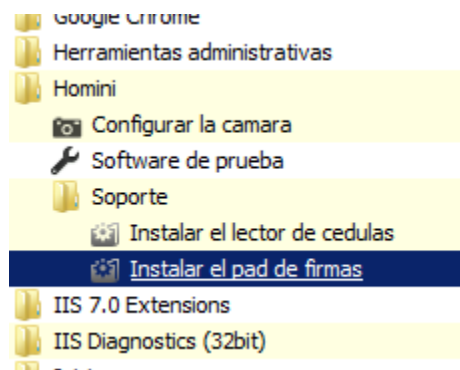 Google Chrome
Herramientas administrativas
Homini
Configurar la camara
Software de prueba
Soporte
Instalar el lector de cedulas
Instalar el pad de firmas
IIS 7.0 Extensions
IIS Diagnostics (32bit)